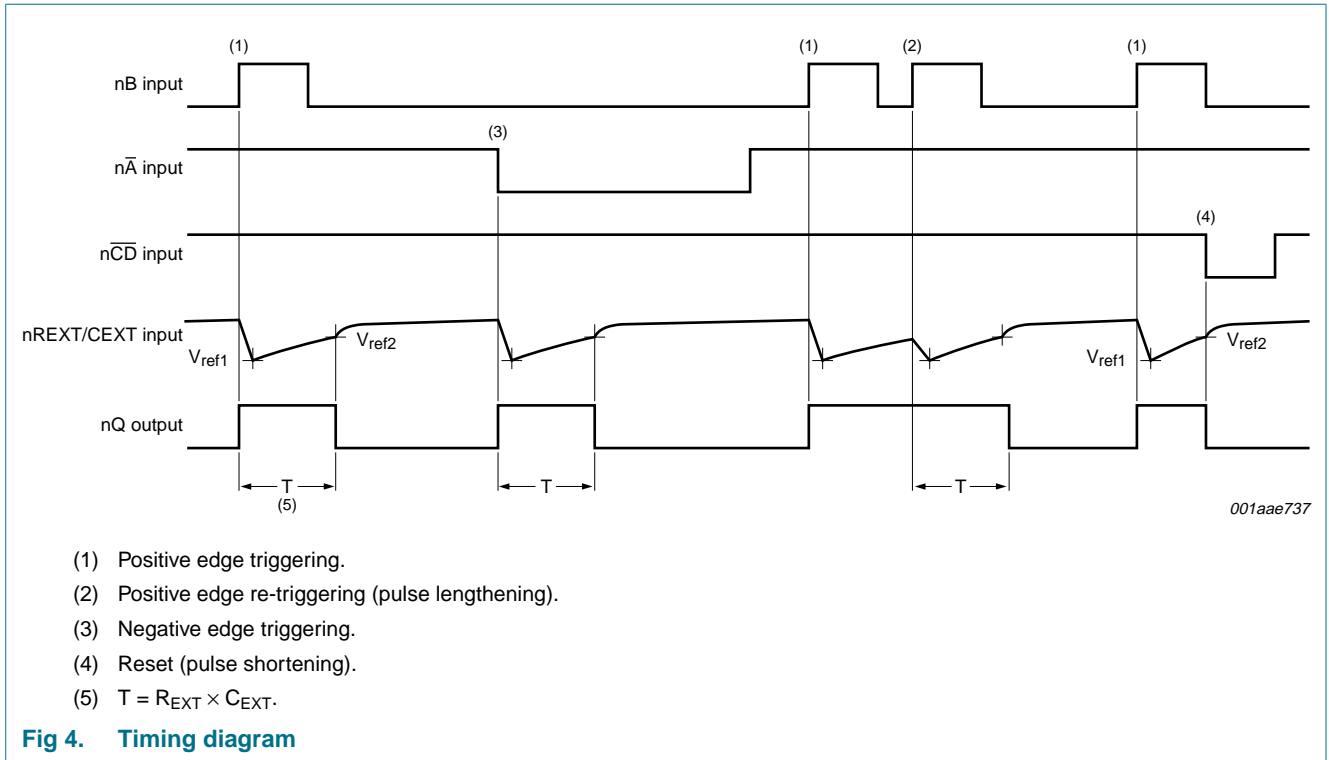 (1) (1) (2) (1)
nB input
(3)
nA̅ input
(4)
nC̅D̅ input
nREXT/CEXT input
Vref1 Vref2 Vref1 Vref2
nQ output
T T T
(5)
001aae737
(1) Positive edge triggering.
(2) Positive edge re-triggering (pulse lengthening).
(3) Negative edge triggering.
(4) Reset (pulse shortening).
(5) T = REXT × CEXT.
Fig 4. Timing diagram